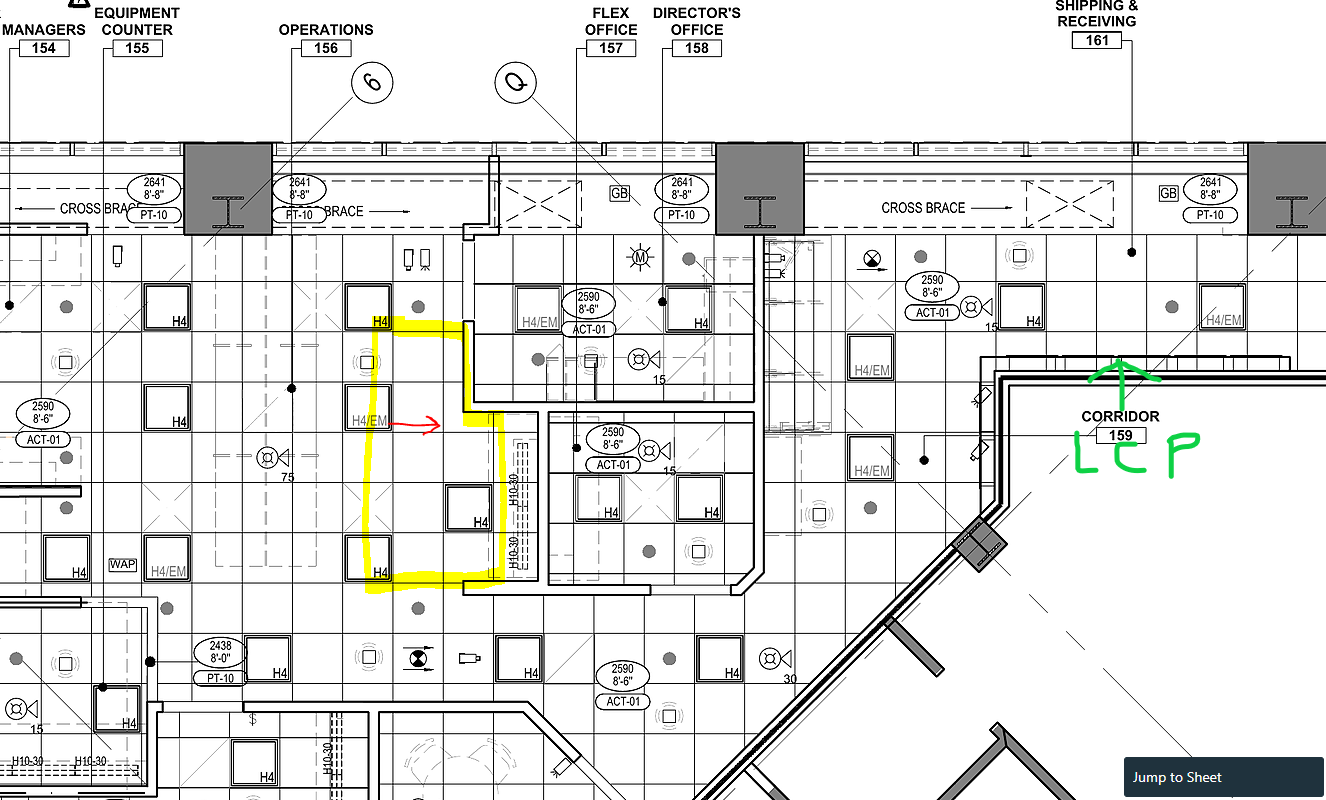 MANAGERS
154
EQUIPMENT
COUNTER
155
OPERATIONS
156
FLEX
OFFICE
157
DIRECTOR'S
OFFICE
158
SHIPPING &
RECEIVING
161
6
Q
2641
8'-8"
PT-10
2641
8'-8"
PT-10
2641
8'-8"
PT-10
2641
8'-8"
PT-10
CROSS BRACE
BRACE
CROSS BRACE
GB
GB
M
H4
H4
H4/EM
2590
8'-6"
ACT-01
H4
2590
8'-6"
ACT-01
15
H4
H4/EM
15
H4/EM
H4
H4/EM
2590
8'-6"
ACT-01
75
CORRIDOR
159
LCP
2590
8'-6"
ACT-01
15
H4/EM
H10-30
H10-30
H4
H4
H4
H4
WAP
H4/EM
H4
2438
8'-0"
PT-10
H4
H4
H4
2590
8'-6"
ACT-01
30
15
H4
$
H10-30
H10-30
H10-30
H4
Jump to Sheet